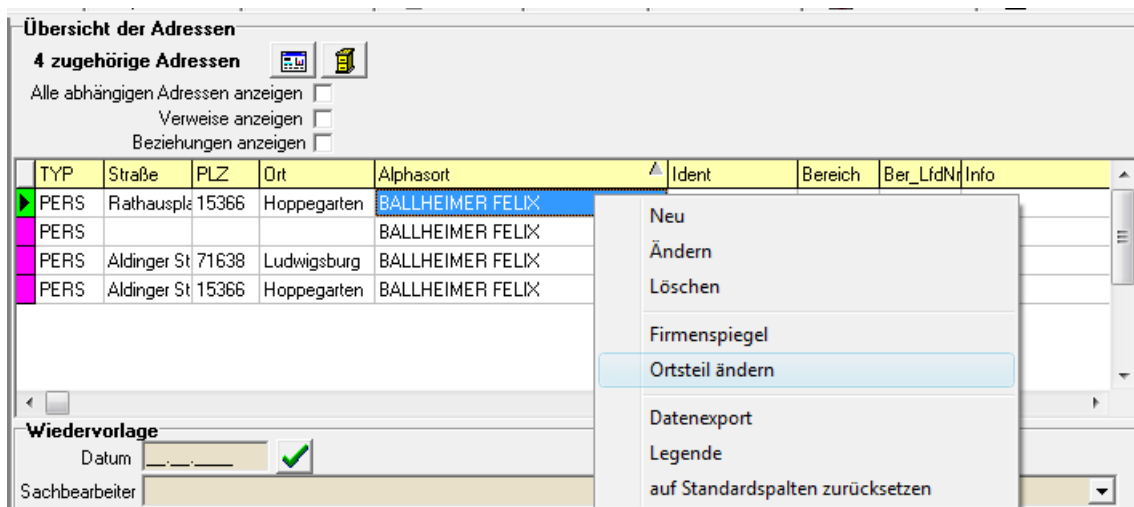 Übersicht der Adressen
4 zugehörige Adressen
Alle abhängigen Adressen anzeigen
Verweise anzeigen
Beziehungen anzeigen
TYP Straße PLZ Ort Alphasort Ident Bereich Ber_LfdNr Info
PERS Rathauspla 15366 Hoppegarten BALLHEIMER FELIX
PERS BALLHEIMER FELIX
PERS Aldinger St 71638 Ludwigsburg BALLHEIMER FELIX
PERS Aldinger St 15366 Hoppegarten BALLHEIMER FELIX
Neu
Ändern
Löschen
Firmenspiegel
Ortsteil ändern
Datenexport
Legende
auf Standardspalten zurücksetzen
Wiedervorlage
Datum __.__.____
Sachbearbeiter